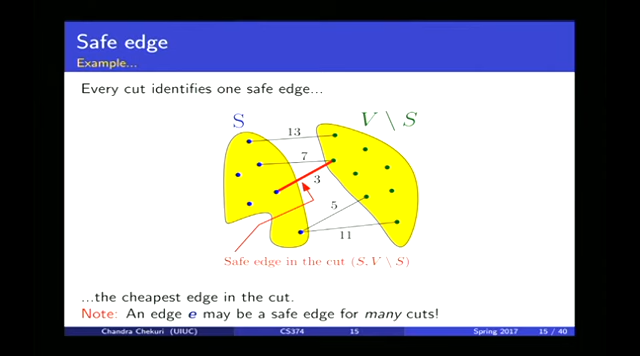 Safe edge
Example...
Every cut identifies one safe edge...
S
V \ S
13
7
3
5
11
Safe edge in the cut (S, V \ S)
...the cheapest edge in the cut.
Note: An edge e may be a safe edge for many cuts!
Chandra Chekuri (UIUC) CS374 15 Spring 2017 15 / 40